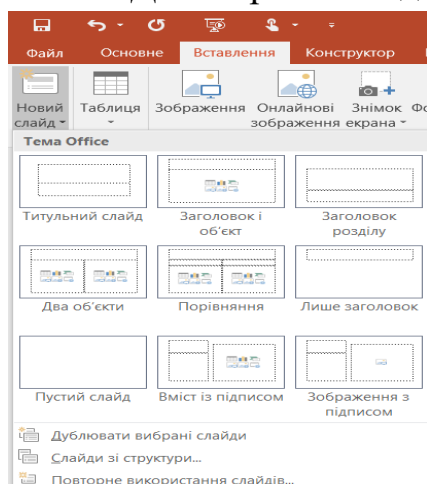 Файл Основне Вставлення Конструктор
Новий слайд Таблиця Зображення Онлайнові зображення Знімок екрана
Тема Office
Титульний слайд Заголовок і об'єкт Заголовок розділу
Два об'єкти Порівняння Лише заголовок
Пустий слайд Вміст із підписом Зображення з підписом
Дублювати вибрані слайди
Слайди зі структури...
Повторне використання слайдів...